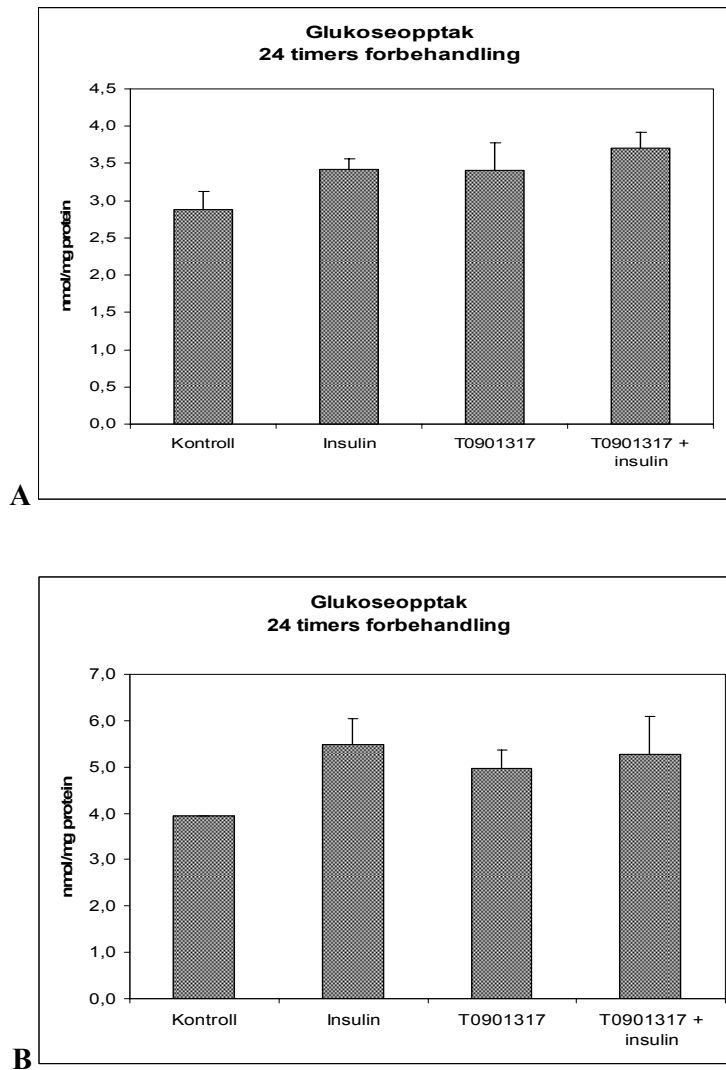 Glukoseopptak
24 timers forbehandling
4,5
4,0
3,5
3,0
2,5
2,0
1,5
1,0
0,5
0,0
nmol/mg protein
Kontroll
Insulin
T0901317
T0901317 +
insulin
A
Glukoseopptak
24 timers forbehandling
7,0
6,0
5,0
4,0
3,0
2,0
1,0
0,0
nmol/mg protein
Kontroll
Insulin
T0901317
T0901317 +
insulin
B